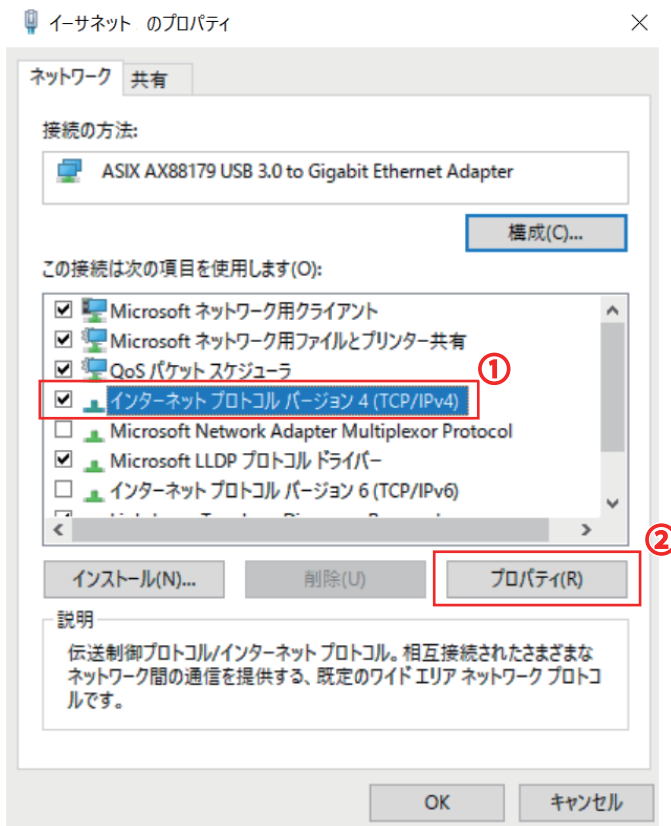 イーサネット のプロパティ
ネットワーク 共有
接続の方法:
ASIX AX88179 USB 3.0 to Gigabit Ethernet Adapter
構成(C)...
この接続は次の項目を使用します(O):
Microsoft ネットワーク用クライアント
Microsoft ネットワーク用ファイルとプリンター共有
QoS パケット スケジューラ
①
インターネット プロトコル バージョン 4 (TCP/IPv4)
Microsoft Network Adapter Multiplexor Protocol
Microsoft LLDP プロトコル ドライバー
インターネット プロトコル バージョン 6 (TCP/IPv6)
②
インストール(N)... 削除(U) プロパティ(R)
説明
伝送制御プロトコル/インターネット プロトコル。相互接続されたさまざまな
ネットワーク間の通信を提供する、既定のワイド エリア ネットワーク プロトコ
ルです。
OK キャンセル